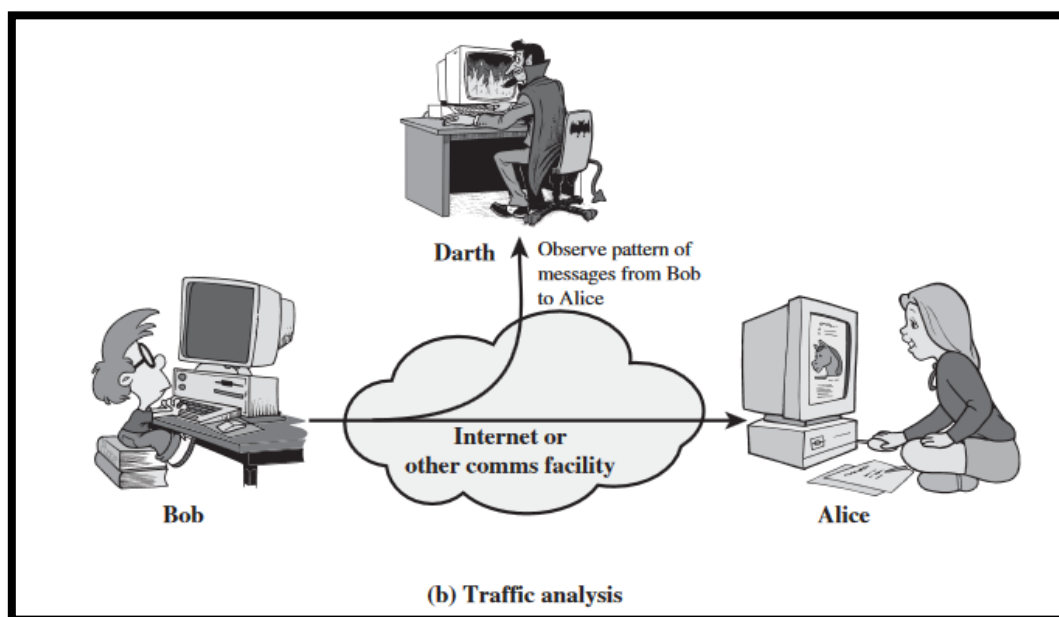 Darth
Observe pattern of
messages from Bob
to Alice
Internet or
other comms facility
Bob
Alice
(b) Traffic analysis